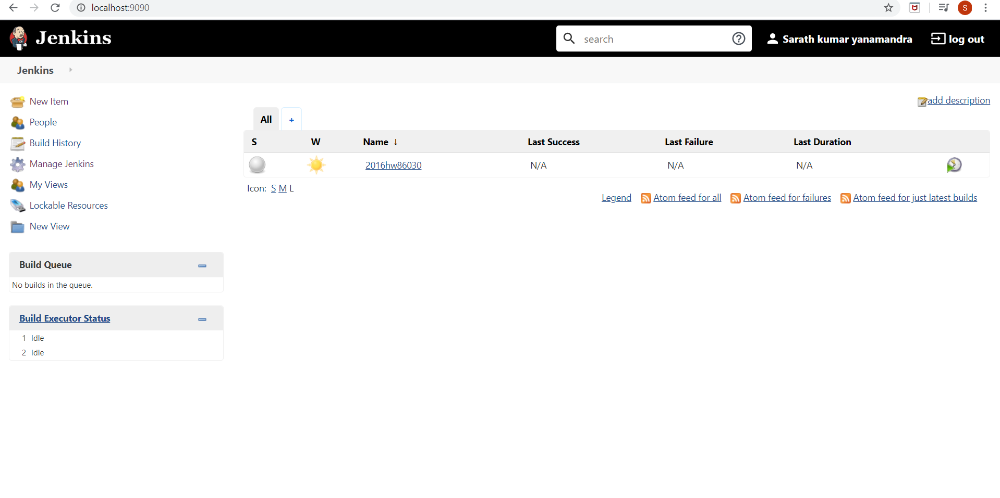 localhost:9090
S
Jenkins
search
Sarath kumar yanamandra
log out
Jenkins
New Item
People
Build History
Manage Jenkins
My Views
Lockable Resources
New View
add description
All +
S W Name ↓ Last Success Last Failure Last Duration
2016hw86030 N/A N/A N/A
Icon: S M L
Legend Atom feed for all Atom feed for failures Atom feed for just latest builds
Build Queue
No builds in the queue.
Build Executor Status
1 Idle
2 Idle